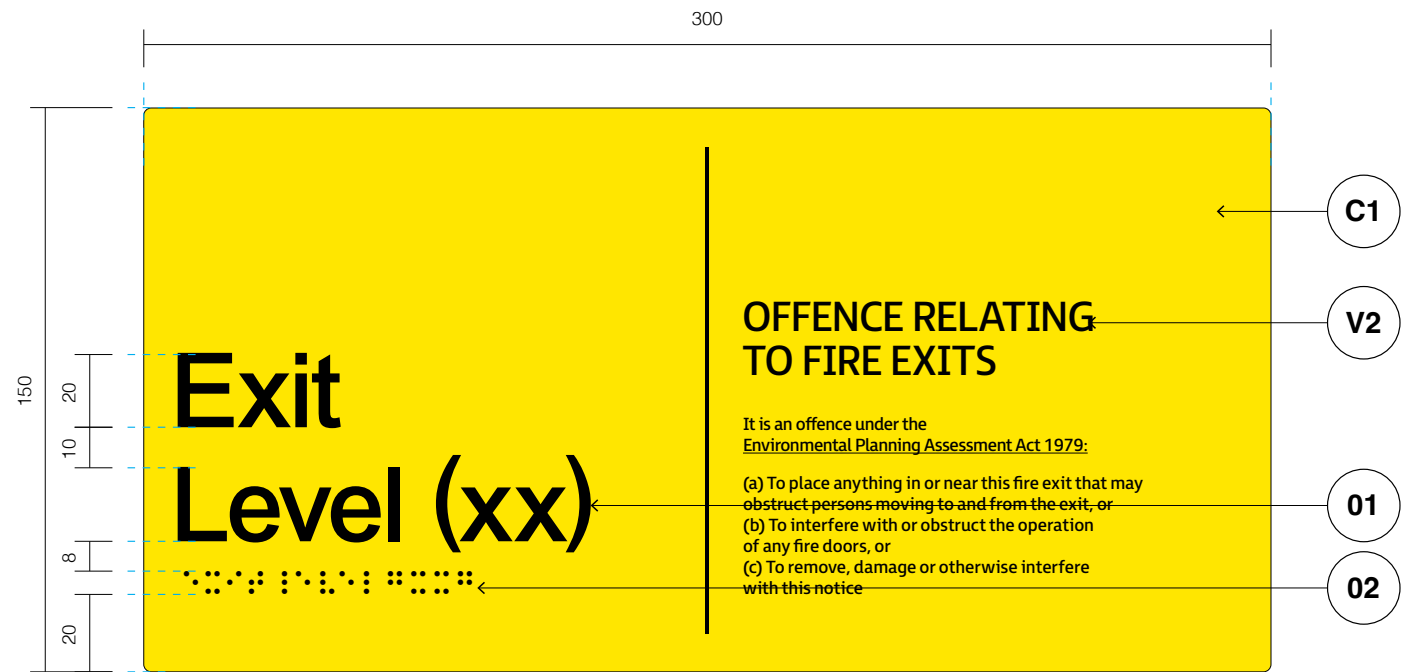 300
150
20
10
8
20
Exit
Level (xx)
⠑⠭⠊⠞ ⠇⠑⠧⠑⠇ ⠛⠭⠭⠛
OFFENCE RELATING
TO FIRE EXITS
It is an offence under the
Environmental Planning Assessment Act 1979:
(a) To place anything in or near this fire exit that may
obstruct persons moving to and from the exit, or
(b) To interfere with or obstruct the operation
of any fire doors, or
(c) To remove, damage or otherwise interfere
with this notice
C1
V2
01
02